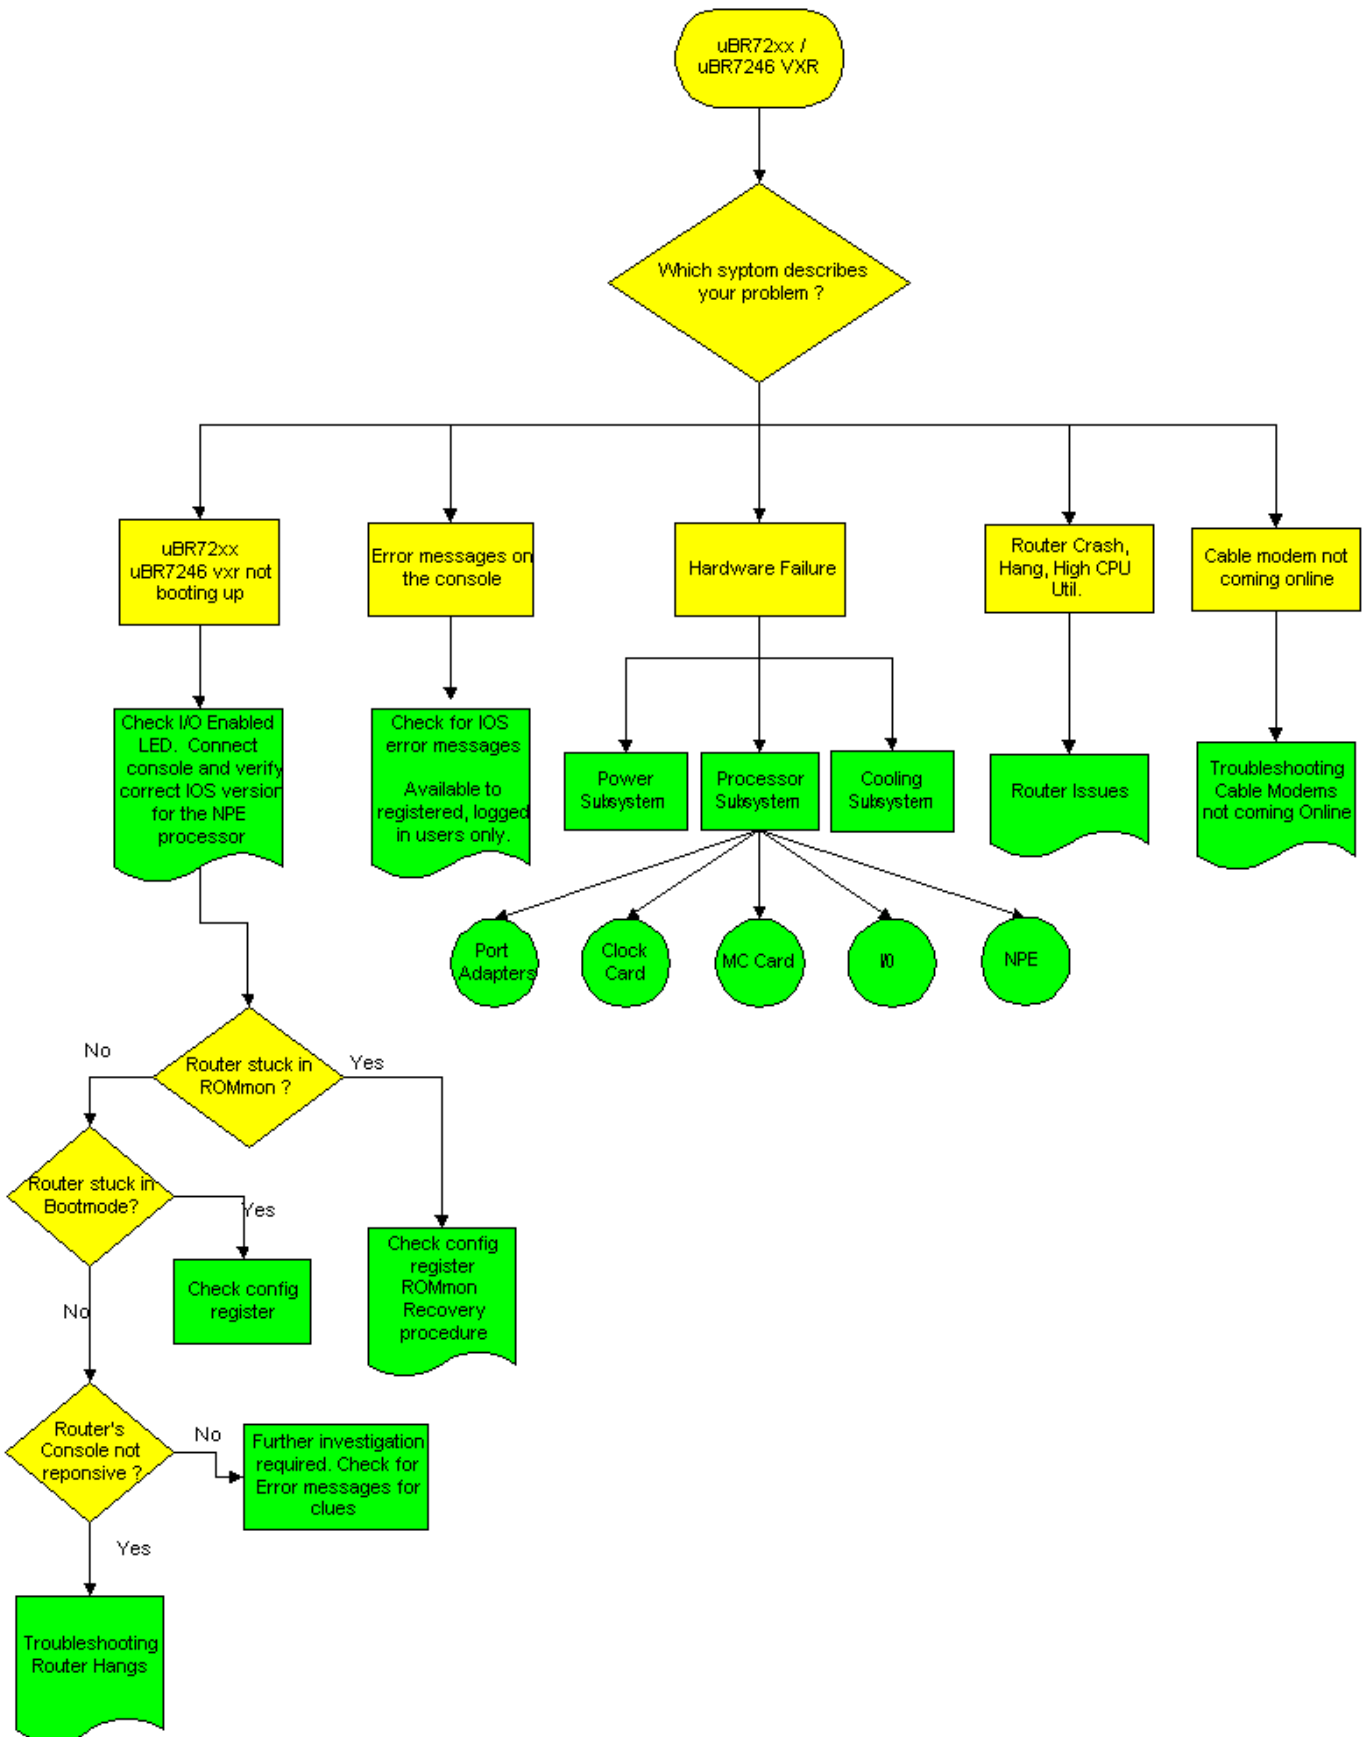 uBR72xx /
uBR7246 VXR
Which syptom describes
your problem ?
uBR72xx
uBR7246 vxr not
booting up
Error messages on
the console
Hardware Failure
Router Crash,
Hang, High CPU
Util.
Cable modem not
coming online
Check I/O Enabled
LED. Connect
console and verify
correct IOS version
for the NPE
processor
Check for IOS
error messages
Available to
registered, logged
in users only.
Power
Subsystem
Processor
Subsystem
Cooling
Subsystem
Router Issues
Troubleshooting
Cable Modems
not coming Online
Port
Adapters
Clock
Card
MC Card
I/O
NPE
No
Router stuck in
ROMmon ?
Yes
Router stuck in
Bootmode?
Yes
Check config
register
Check config
register
ROMmon
Recovery
procedure
No
Router's
Console not
reponsive ?
No
Further investigation
required. Check for
Error messages for
clues
Yes
Troubleshooting
Router Hangs